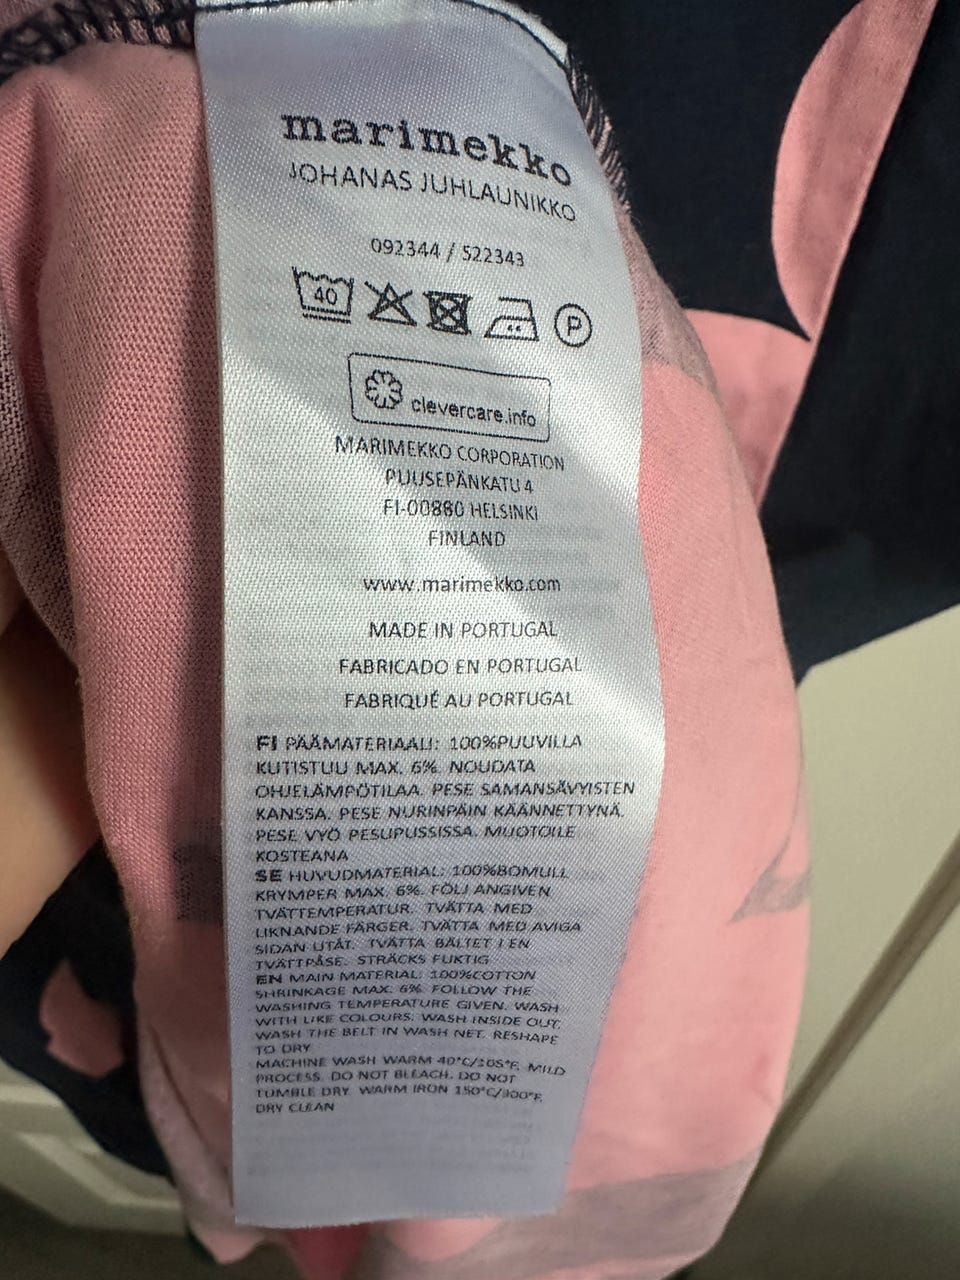 marimekko
JOHANAS JUHLAUNIKKO
092344 / 522343
40 P
clevercare.info
MARIMEKKO CORPORATION
PUUSEPÄNKATU 4
FI-00880 HELSINKI
FINLAND
www.marimekko.com
MADE IN PORTUGAL
FABRICADO EN PORTUGAL
FABRIQUÉ AU PORTUGAL
FI PÄÄMATERIAALI: 100%PUUVILLA
KUTISTUU MAX. 6%. NOUDATA
OHJELÄMPÖTILAA. PESE SAMANSÄVYISTEN
KANSSA. PESE NURINPÄIN KÄÄNNETTYNÄ.
PESE VYÖ PESUPUSSISSA. MUOTOILE
KOSTEANA
SE HUVUDMATERIAL: 100%BOMULL
KRYMPER MAX. 6%. FÖLJ ANGIVEN
TVÄTTEMPERATUR. TVÄTTA MED
LIKNANDE FÄRGER. TVÄTTA MED AVIGA
SIDAN UTÅT. TVÄTTA BÄLTET I EN
TVÄTTPÅSE. STRÄCKS FUKTIG
EN MAIN MATERIAL: 100%COTTON
SHRINKAGE MAX. 6% FOLLOW THE
WASHING TEMPERATURE GIVEN. WASH
WITH LIKE COLOURS. WASH INSIDE OUT.
WASH THE BELT IN WASH NET. RESHAPE
TO DRY
MACHINE WASH WARM 40°C/105°F, MILD
PROCESS. DO NOT BLEACH. DO NOT
TUMBLE DRY. WARM IRON 150°C/300°F,
DRY CLEAN